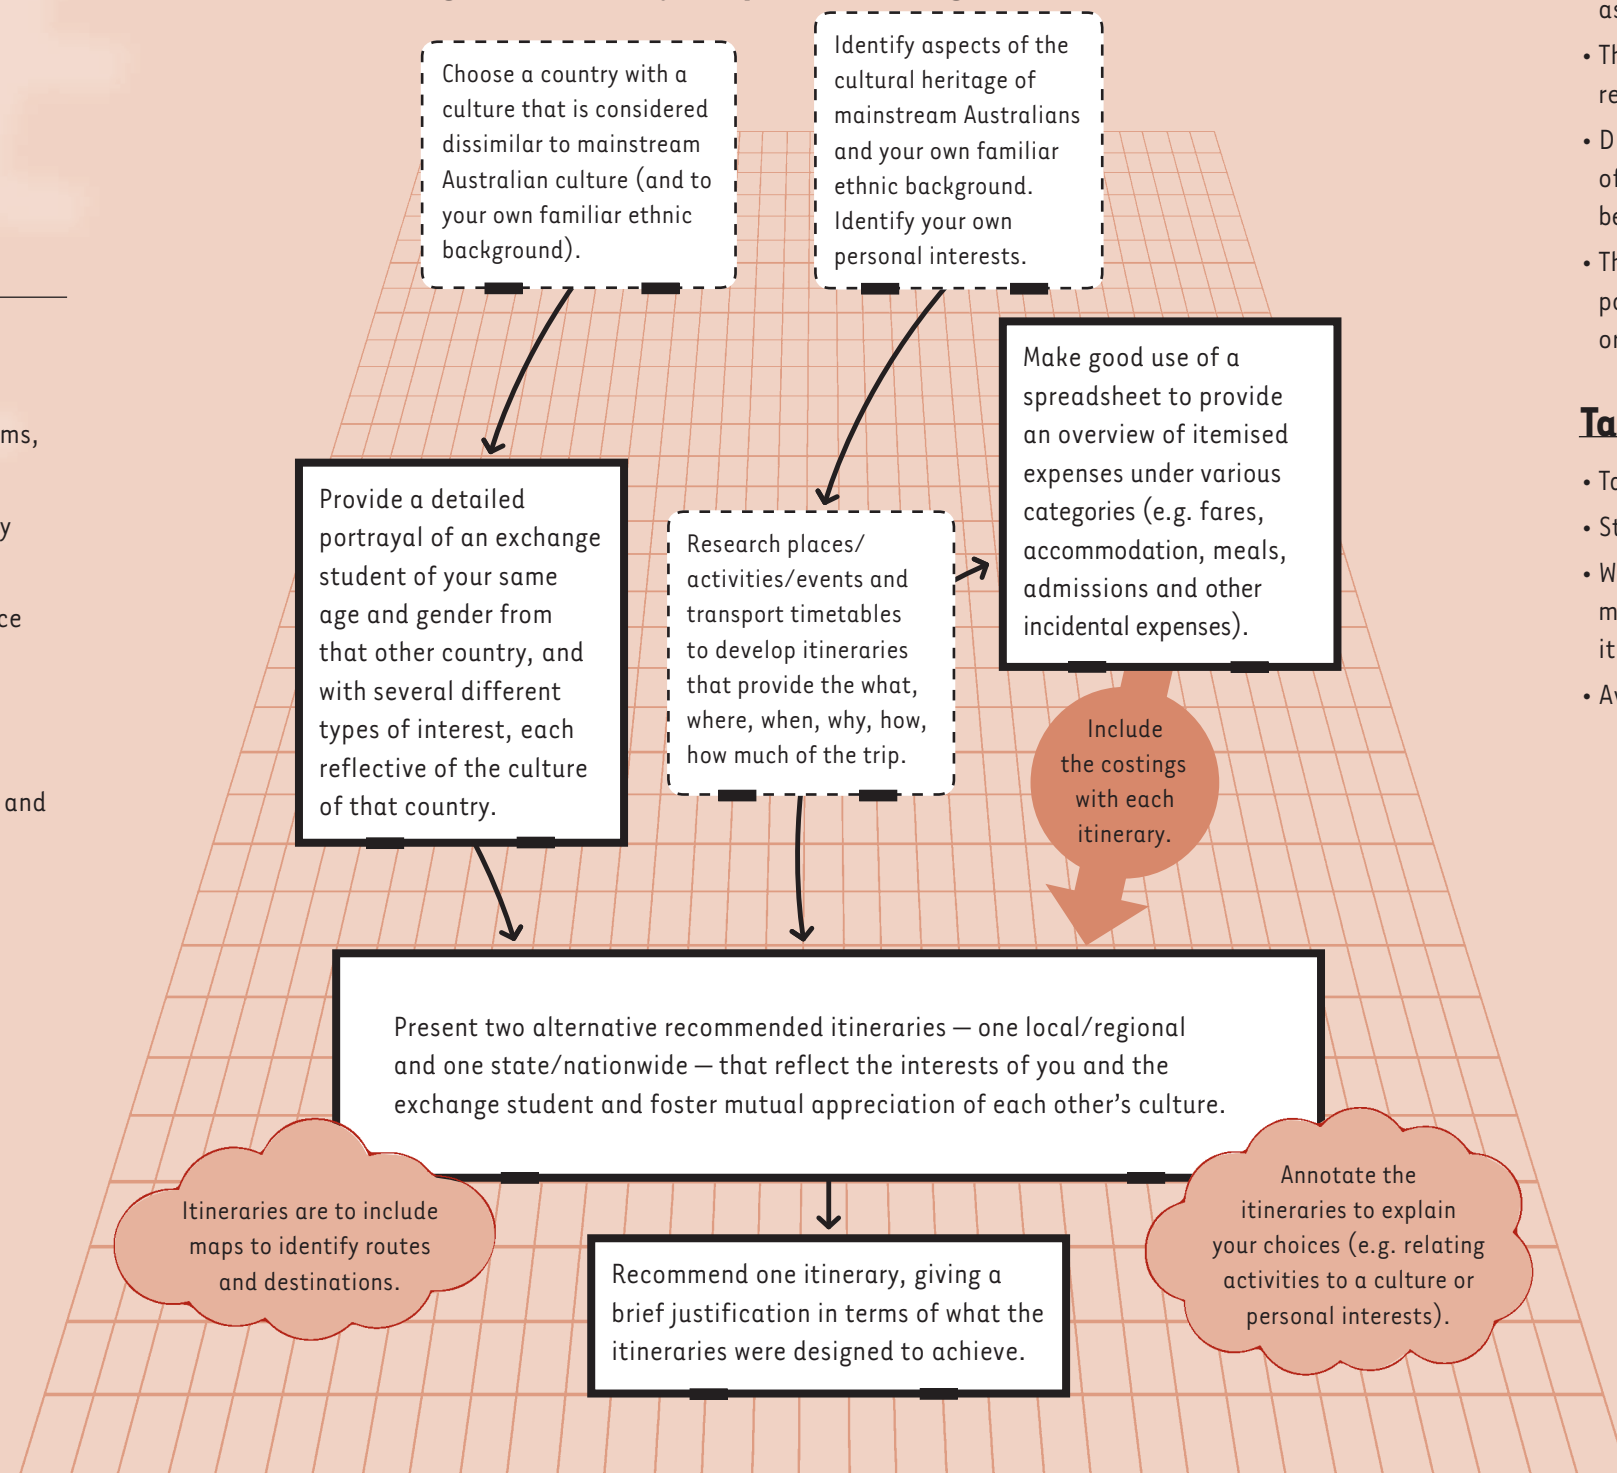 Choose a country with a
culture that is considered
dissimilar to mainstream
Australian culture (and to
your own familiar ethnic
background).
Identify aspects of the
cultural heritage of
mainstream Australians
and your own familiar
ethnic background.
Identify your own
personal interests.
Make good use of a
spreadsheet to provide
an overview of itemised
expenses under various
categories (e.g. fares,
accommodation, meals,
admissions and other
incidental expenses).
Provide a detailed
portrayal of an exchange
student of your same
age and gender from
that other country, and
with several different
types of interest, each
reflective of the culture
of that country.
Research places/
activities/events and
transport timetables
to develop itineraries
that provide the what,
where, when, why, how,
how much of the trip.
Include
the costings
with each
itinerary.
Present two alternative recommended itineraries — one local/regional
and one state/nationwide — that reflect the interests of you and the
exchange student and foster mutual appreciation of each other’s culture.
Itineraries are to include
maps to identify routes
and destinations.
Annotate the
itineraries to explain
your choices (e.g. relating
activities to a culture or
personal interests).
Recommend one itinerary, giving a
brief justification in terms of what the
itineraries were designed to achieve.
and